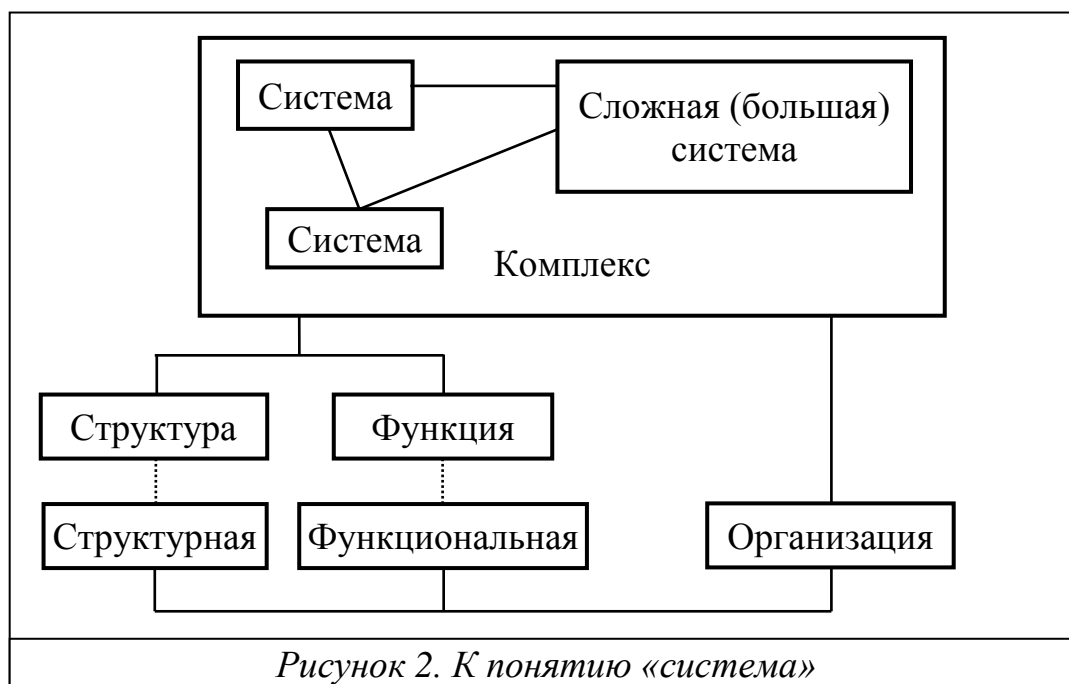 Система
Сложная (большая)
система
Система
Комплекс
Структура
Функция
Структурная
Функциональная
Организация
Рисунок 2. К понятию «система»